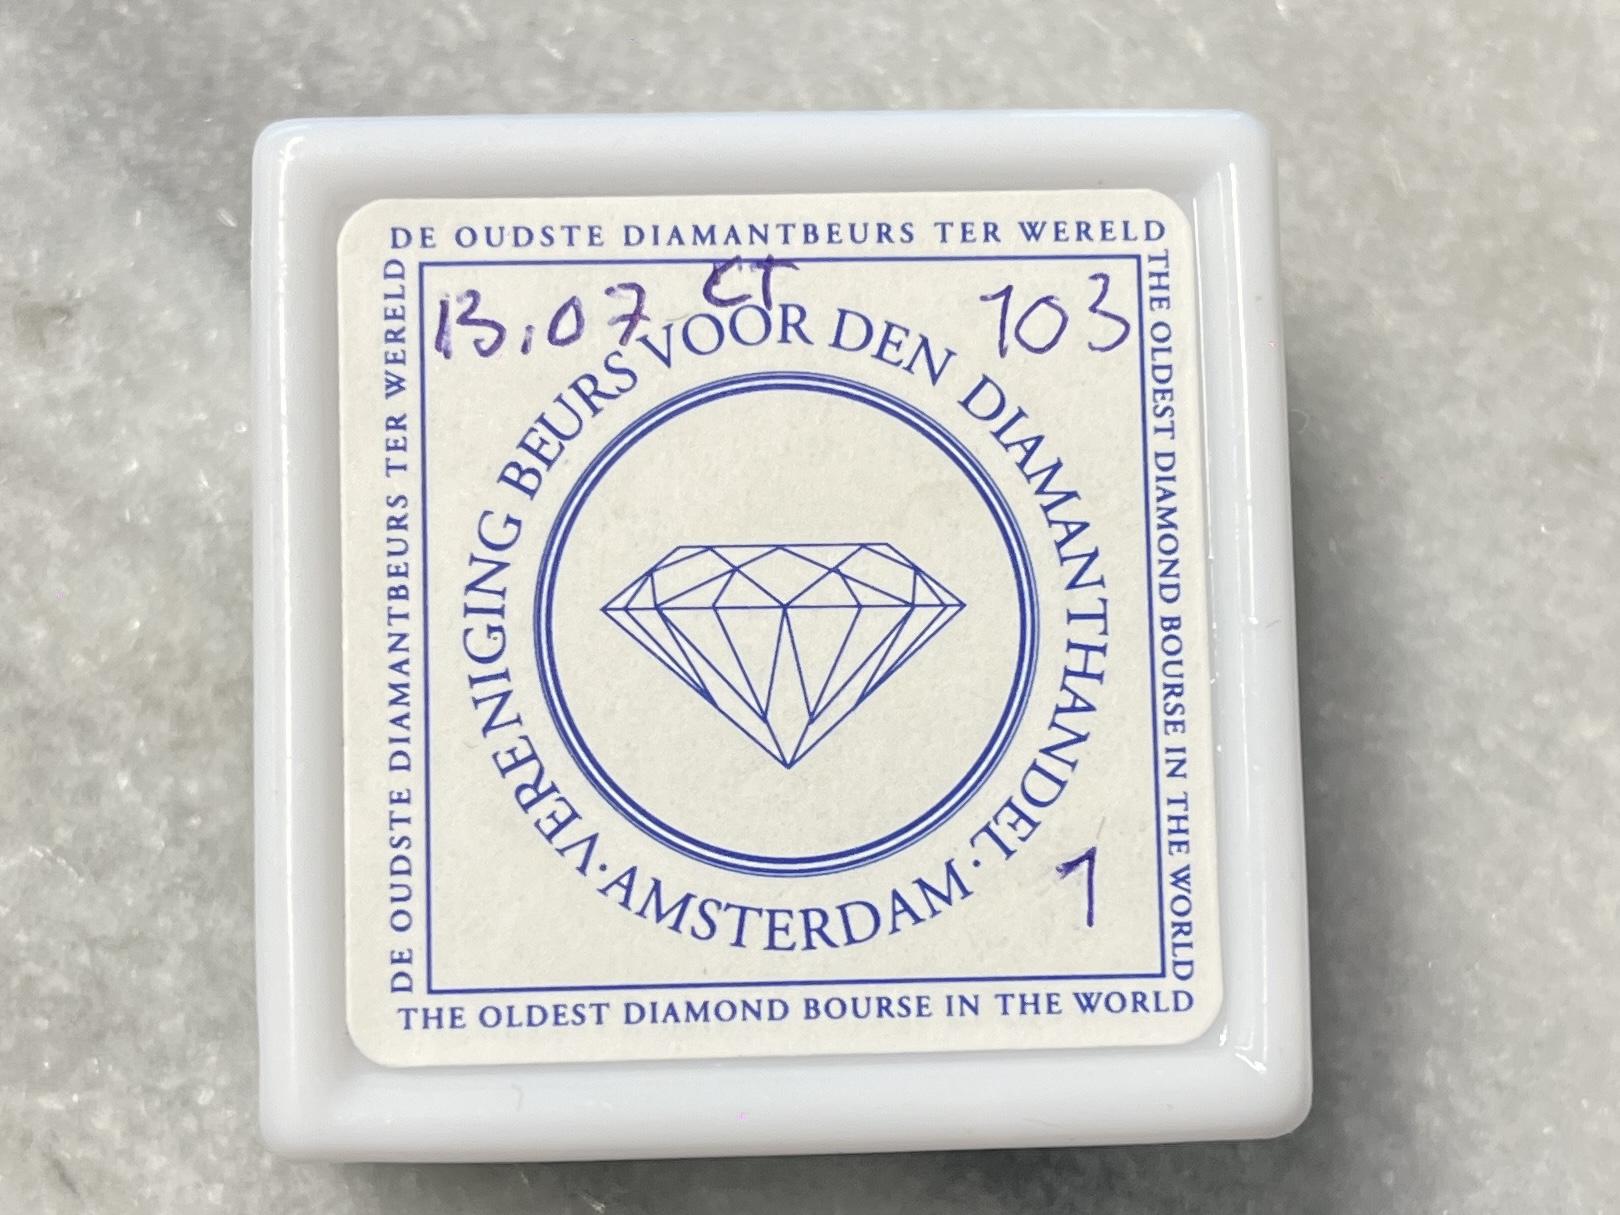 DE OUDSTE DIAMANTBEURS TER WERELD
DE OUDSTE DIAMANTBEURS TER WERELD
13,07 CT
103
VERENIGING BEURS VOOR DEN DIAMANTHANDEL
· AMSTERDAM ·
1
THE OLDEST DIAMOND BOURSE IN THE WORLD
THE OLDEST DIAMOND BOURSE IN THE WORLD